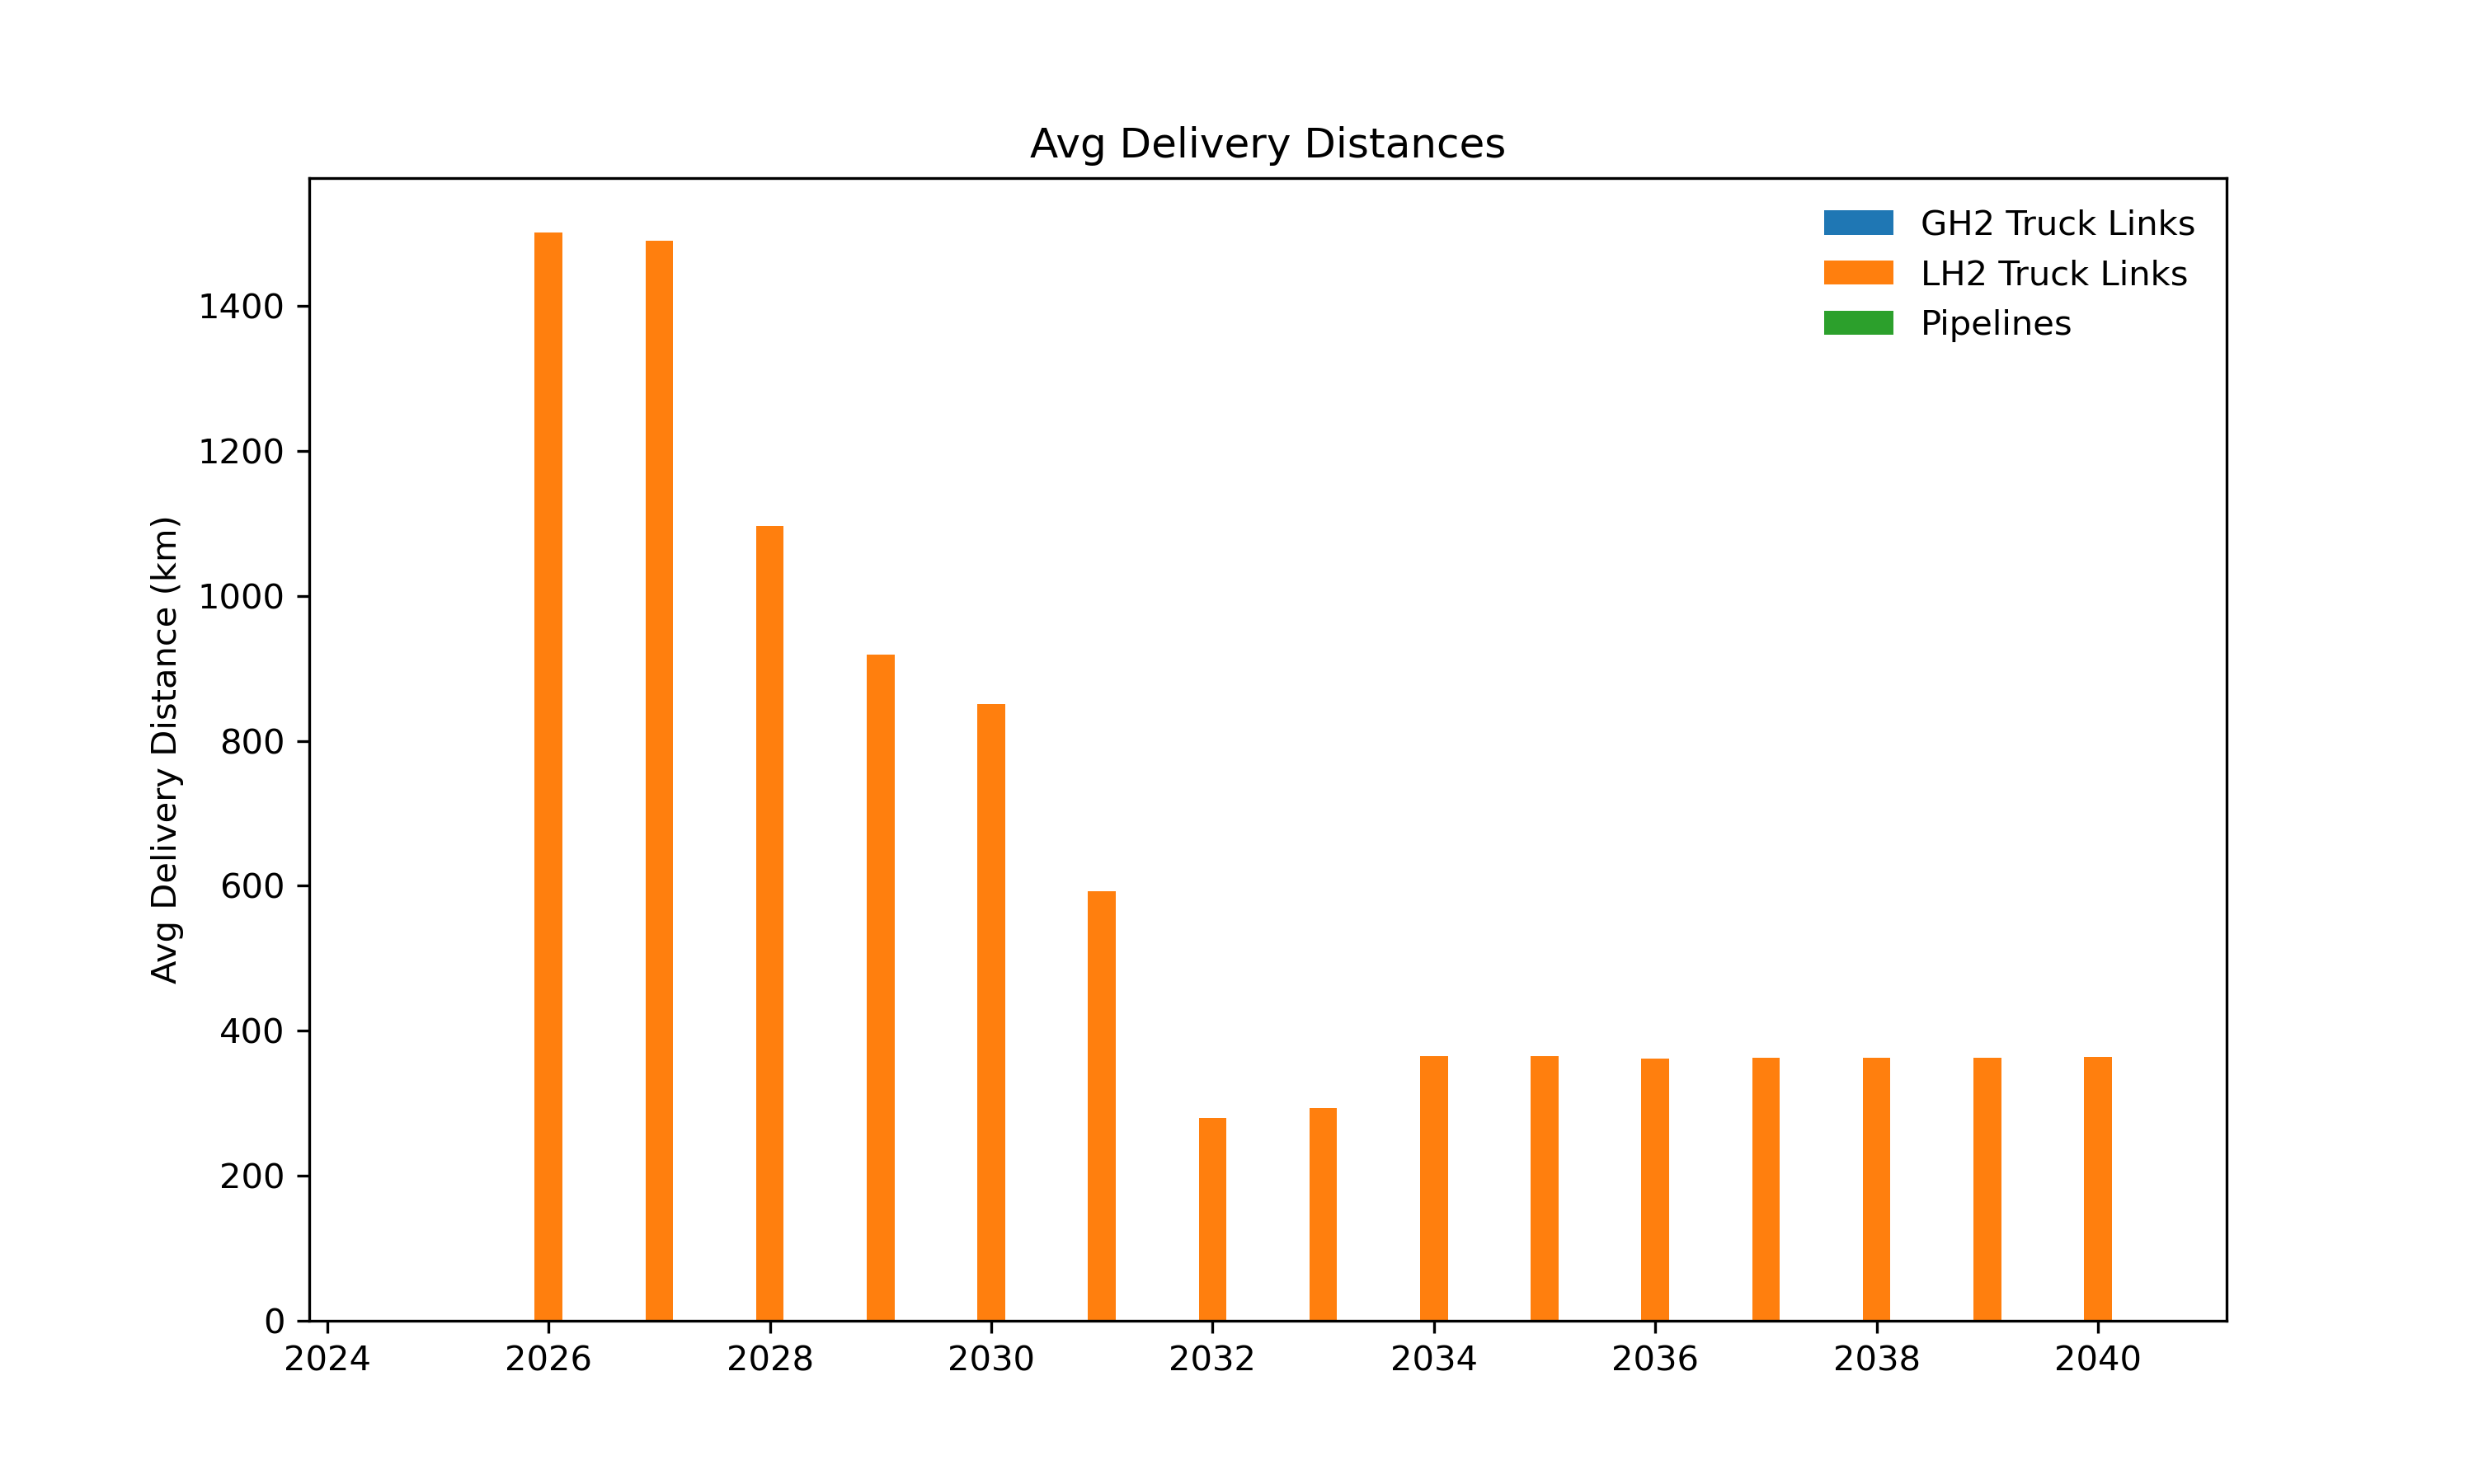 Avg Delivery Distances
GH2 Truck Links
LH2 Truck Links
Pipelines
Avg Delivery Distance (km)
1400
1200
1000
800
600
400
200
0
2024 2026 2028 2030 2032 2034 2036 2038 2040